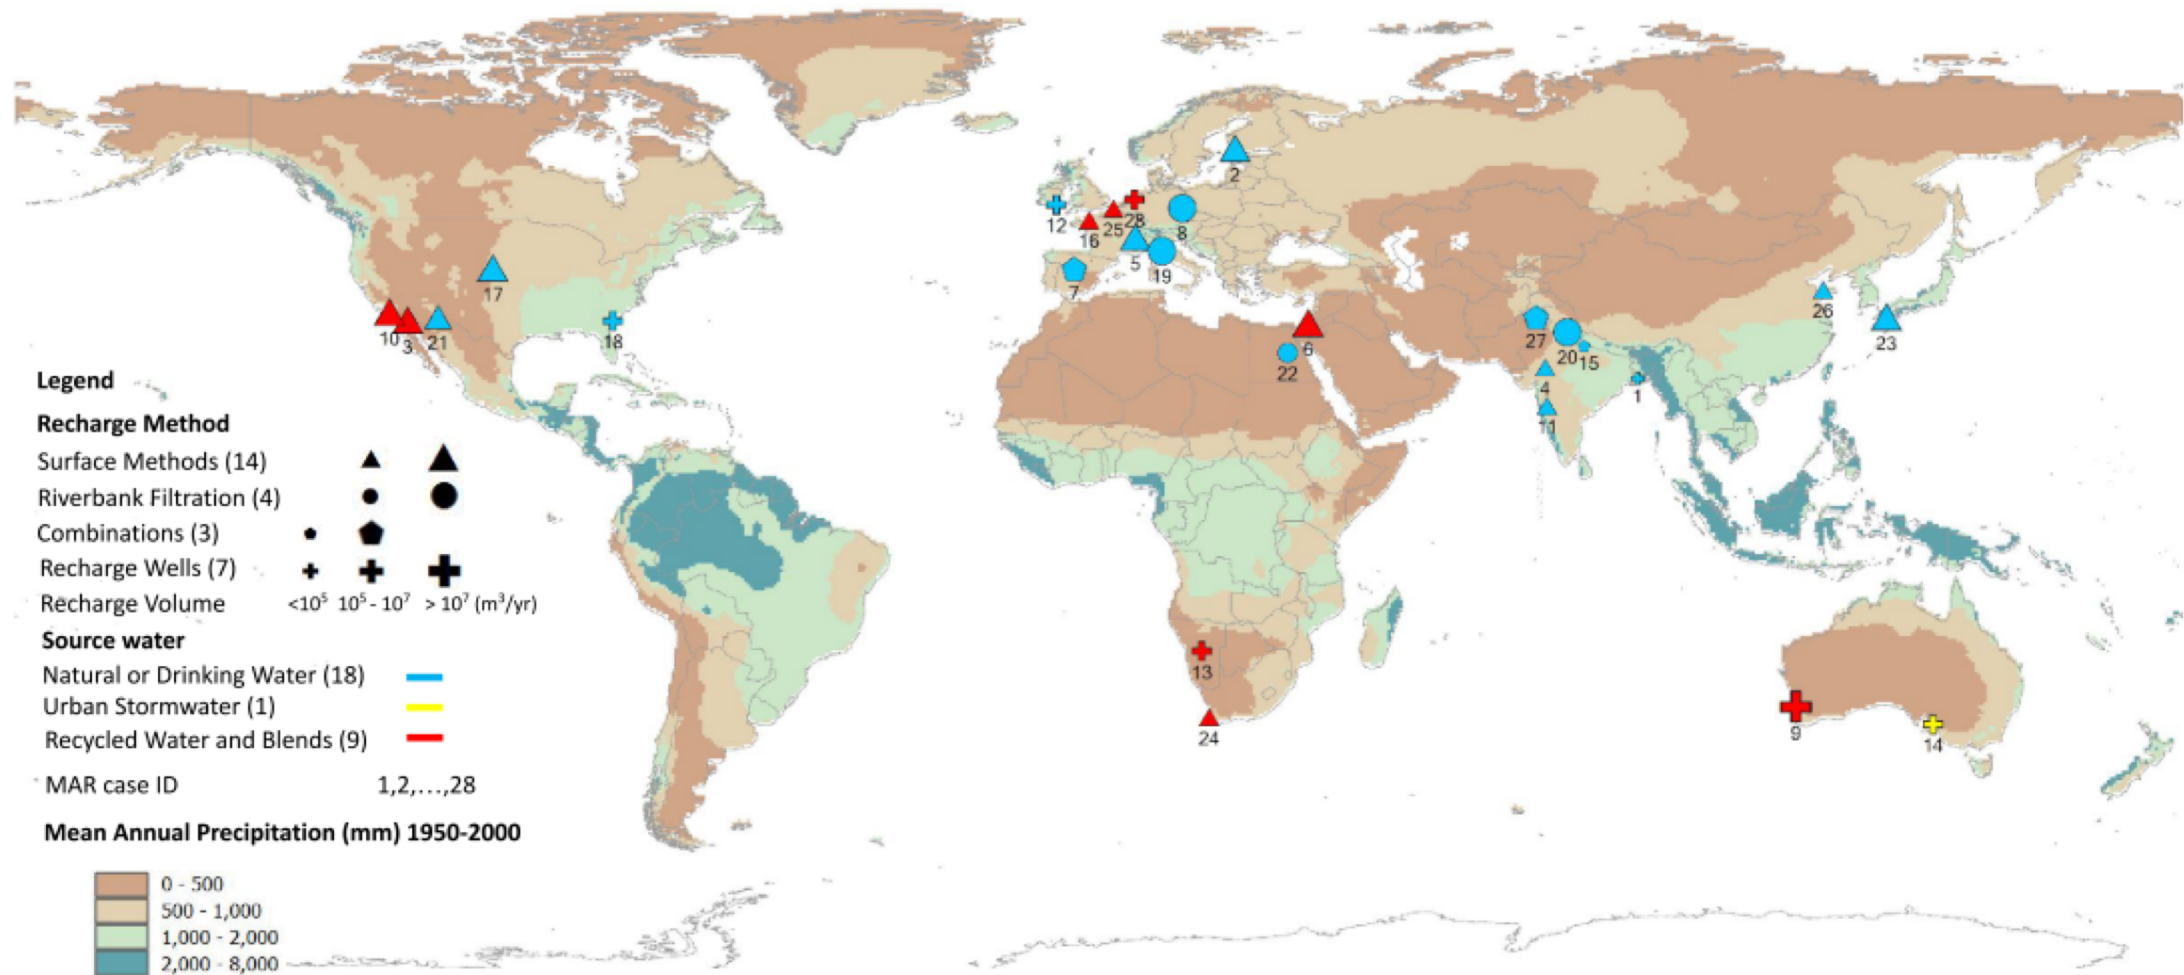 Legend
Recharge Method
Surface Methods (14)
Riverbank Filtration (4)
Combinations (3)
Recharge Wells (7)
Recharge Volume <10⁵ 10⁵ - 10⁷ > 10⁷ (m³/yr)
Source water
Natural or Drinking Water (18)
Urban Stormwater (1)
Recycled Water and Blends (9)
MAR case ID 1,2,...,28
Mean Annual Precipitation (mm) 1950-2000
0 - 500
500 - 1,000
1,000 - 2,000
2,000 - 8,000
17
10
3
21
18
2
12
16
25
28
8
5
19
7
6
22
26
23
27
20
15
4
1
11
13
24
9
14